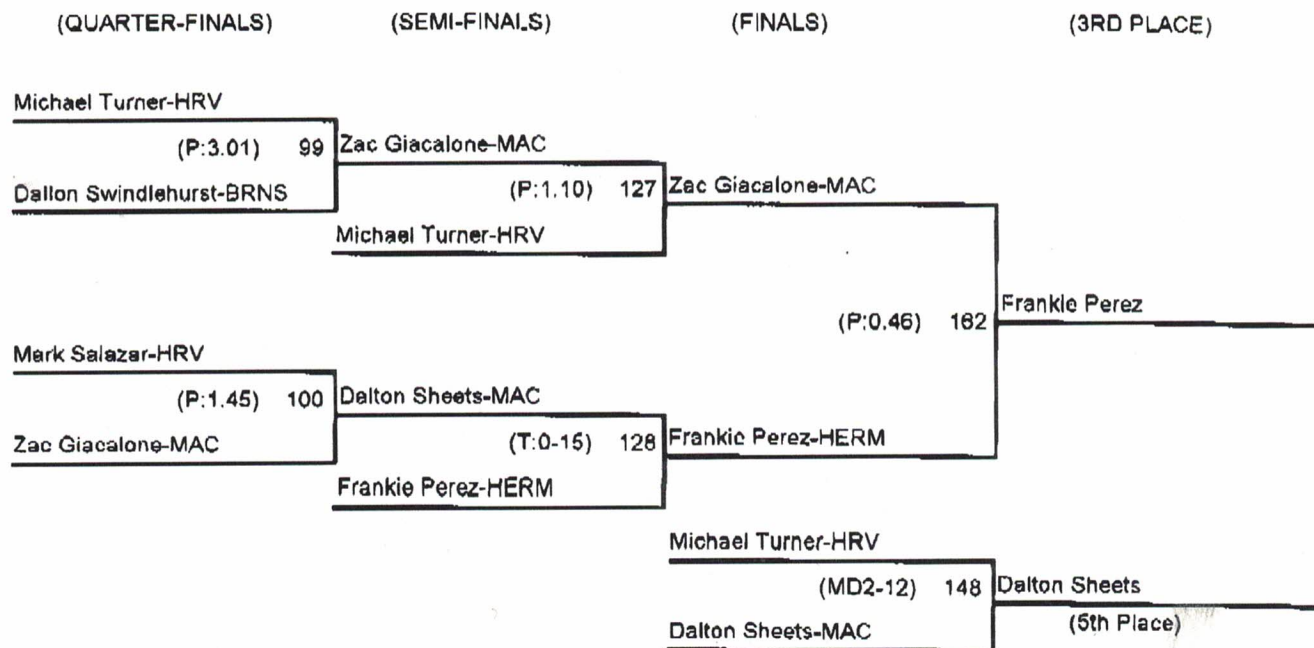 (QUARTER-FINALS) (SEMI-FINALS) (FINALS) (3RD PLACE)
Michael Turner-HRV
(P:3.01) 99 Zac Giacalone-MAC
Dallon Swindlehurst-BRNS
(P:1.10) 127 Zac Giacalone-MAC
Michael Turner-HRV
(P:0.46) 162 Frankie Perez
Mark Salazar-HRV
(P:1.45) 100 Dalton Sheets-MAC
Zac Giacalone-MAC
(T:0-15) 128 Frankie Perez-HERM
Frankie Perez-HERM
Michael Turner-HRV
(MD2-12) 148 Dalton Sheets
(5th Place)
Dalton Sheets-MAC